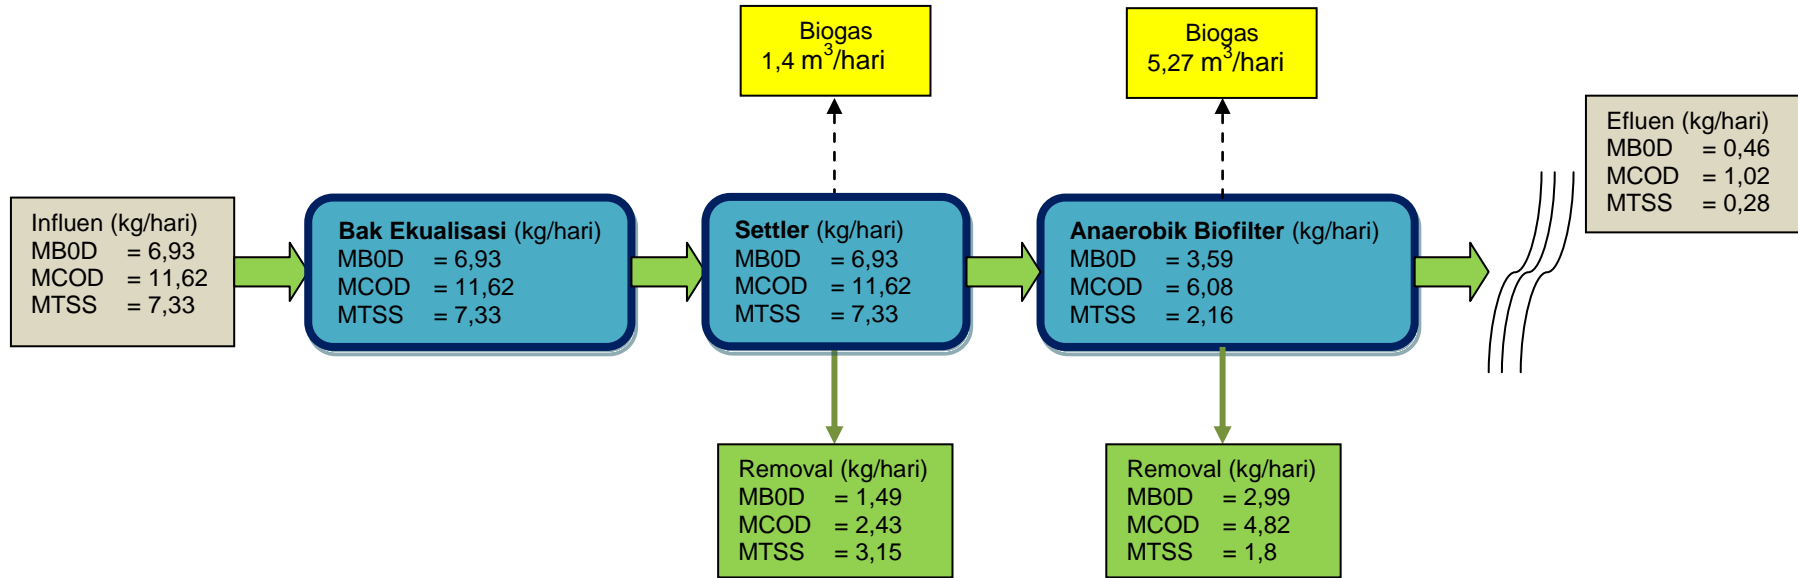 Biogas
1,4 m³/hari
Biogas
5,27 m³/hari
Efluen (kg/hari)
MB0D = 0,46
MCOD = 1,02
MTSS = 0,28
Influen (kg/hari)
MB0D = 6,93
MCOD = 11,62
MTSS = 7,33
Bak Ekualisasi (kg/hari)
MB0D = 6,93
MCOD = 11,62
MTSS = 7,33
Settler (kg/hari)
MB0D = 6,93
MCOD = 11,62
MTSS = 7,33
Anaerobik Biofilter (kg/hari)
MB0D = 3,59
MCOD = 6,08
MTSS = 2,16
Removal (kg/hari)
MB0D = 1,49
MCOD = 2,43
MTSS = 3,15
Removal (kg/hari)
MB0D = 2,99
MCOD = 4,82
MTSS = 1,8